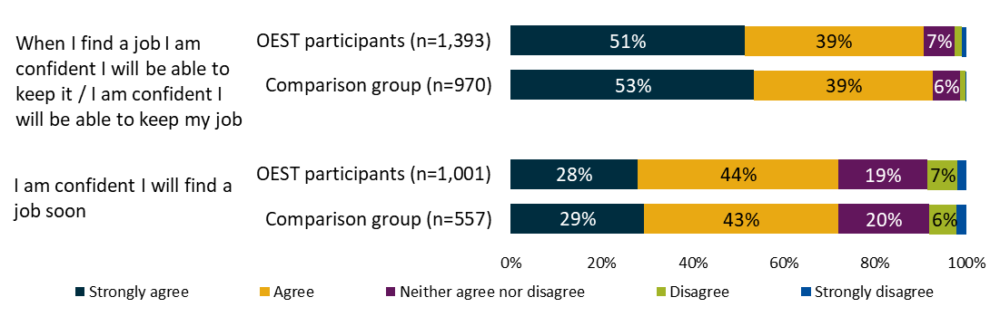 When I find a job I am
confident I will be able to
keep it / I am confident I
will be able to keep my job
OEST participants (n=1,393)
51%
39%
7%
Comparison group (n=970)
53%
39%
6%
I am confident I will find a
job soon
OEST participants (n=1,001)
28%
44%
19%
7%
Comparison group (n=557)
29%
43%
20%
6%
0%
20%
40%
60%
80%
100%
Strongly agree
Agree
Neither agree nor disagree
Disagree
Strongly disagree